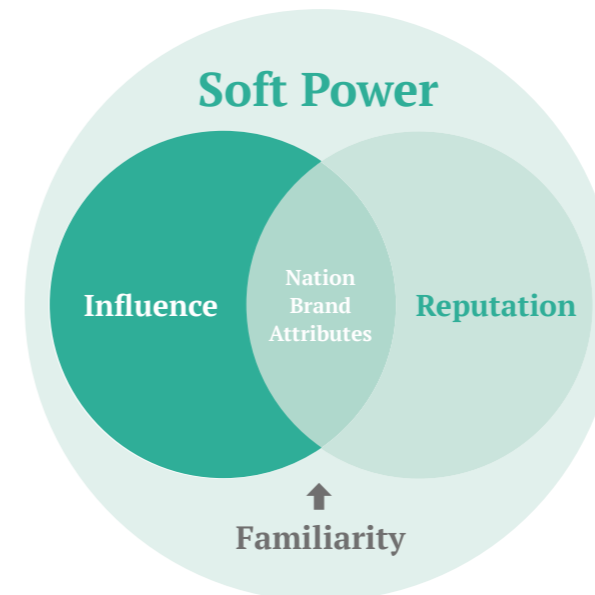 Soft Power
Influence
Nation
Brand
Attributes
Reputation
Familiarity